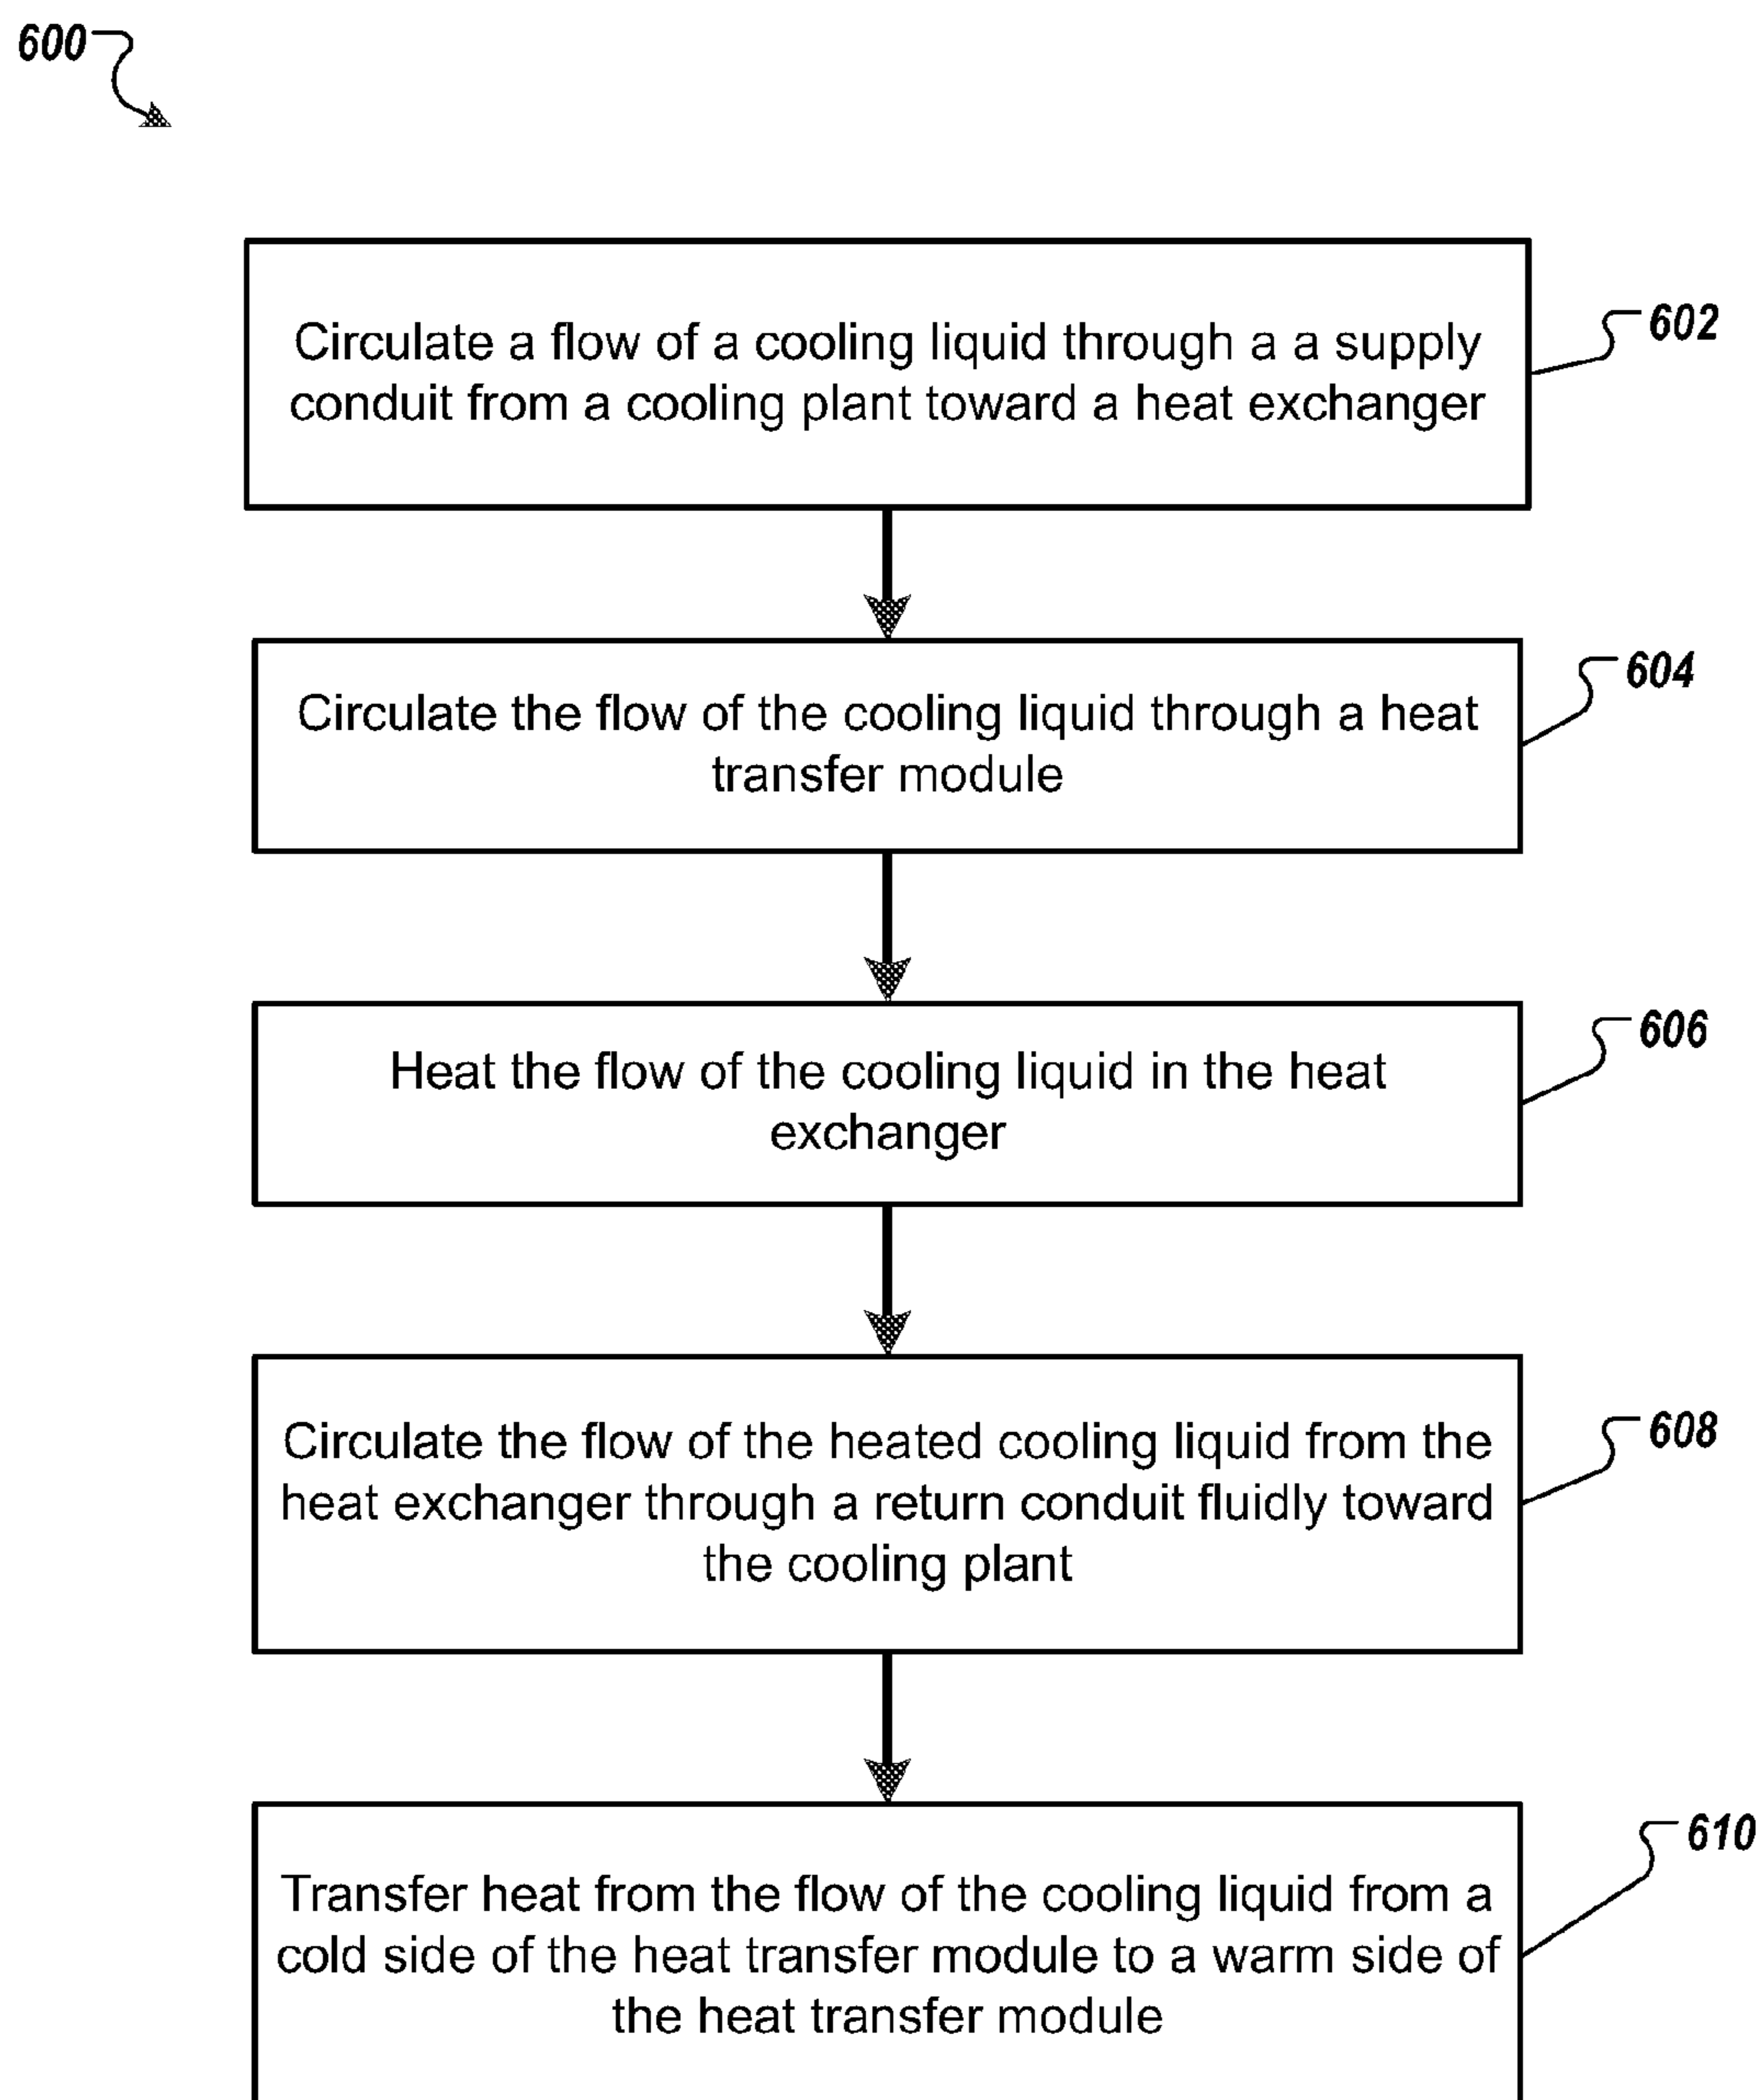 600
Circulate a flow of a cooling liquid through a a supply
conduit from a cooling plant toward a heat exchanger
602
Circulate the flow of the cooling liquid through a heat
transfer module
604
Heat the flow of the cooling liquid in the heat
exchanger
606
Circulate the flow of the heated cooling liquid from the
heat exchanger through a return conduit fluidly toward
the cooling plant
608
Transfer heat from the flow of the cooling liquid from a
cold side of the heat transfer module to a warm side of
the heat transfer module
610